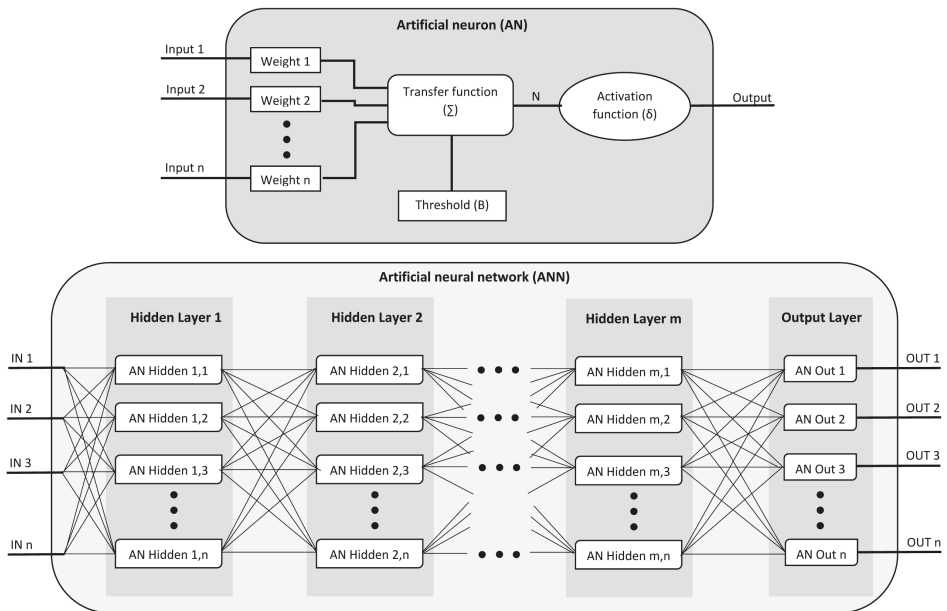 Artificial neuron (AN)
Input 1
Weight 1
Input 2
Weight 2
Input n
Weight n
Transfer function
(∑)
N
Activation
function (δ)
Output
Threshold (B)
Artificial neural network (ANN)
Hidden Layer 1
Hidden Layer 2
Hidden Layer m
Output Layer
IN 1
AN Hidden 1,1
AN Hidden 2,1
AN Hidden m,1
AN Out 1
OUT 1
IN 2
AN Hidden 1,2
AN Hidden 2,2
AN Hidden m,2
AN Out 2
OUT 2
IN 3
AN Hidden 1,3
AN Hidden 2,3
AN Hidden m,3
AN Out 3
OUT 3
IN n
AN Hidden 1,n
AN Hidden 2,n
AN Hidden m,n
AN Out n
OUT n